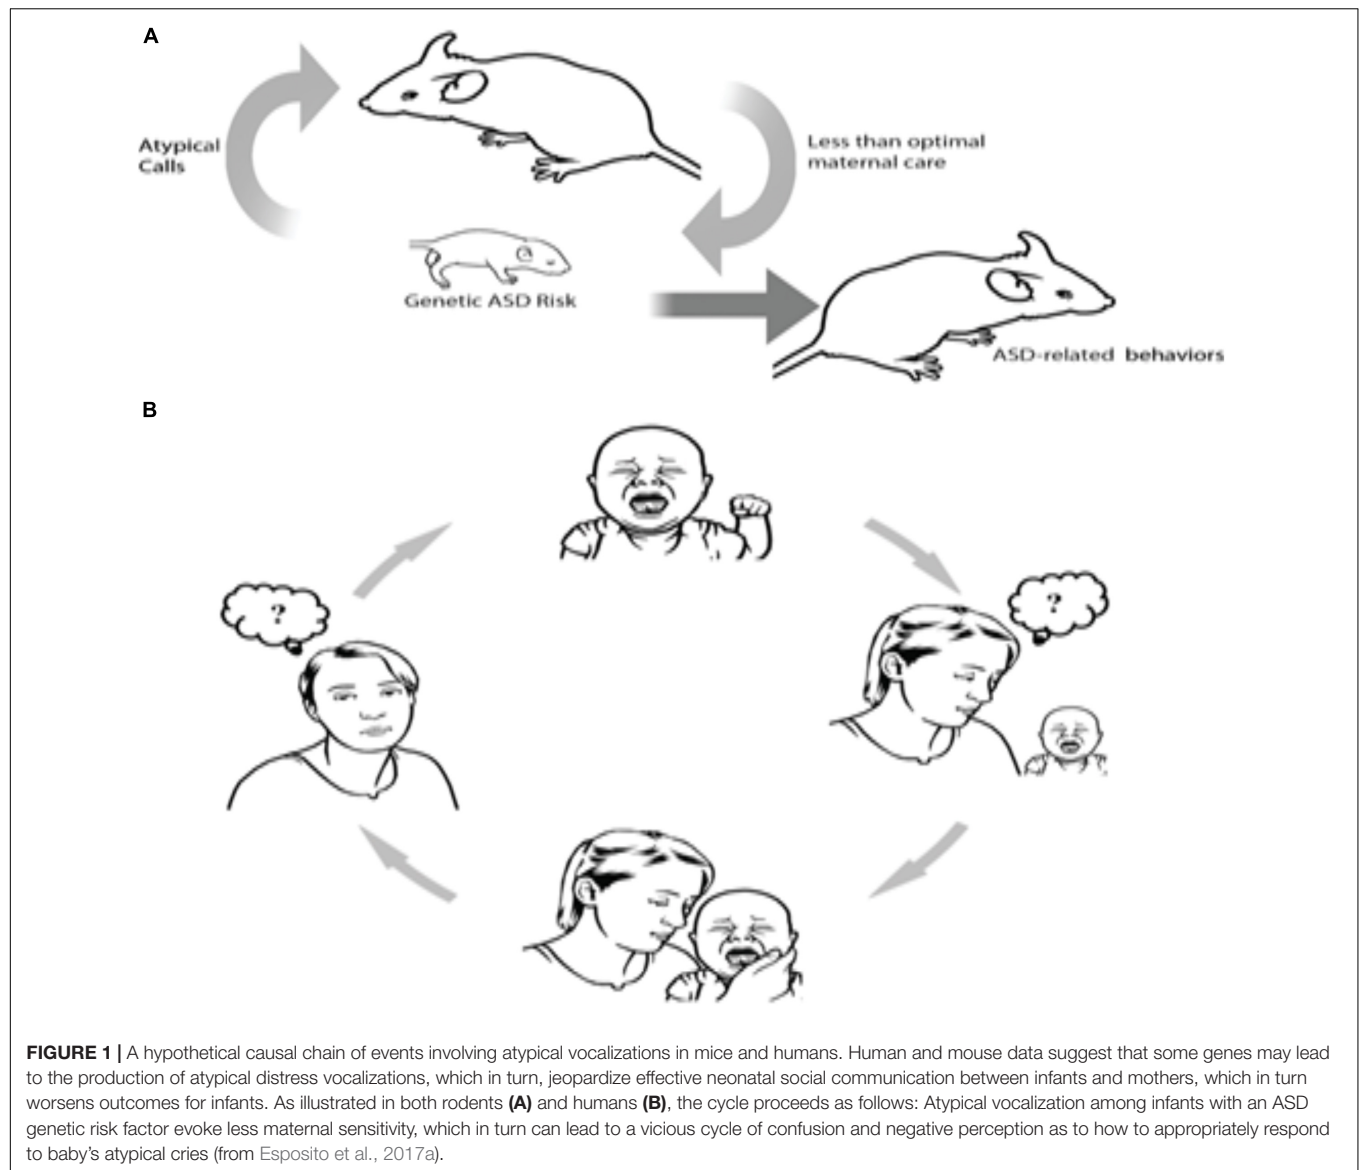 A
Atypical
Calls
Less than optimal
maternal care
Genetic ASD Risk
ASD-related behaviors
B
?
?
FIGURE 1 | A hypothetical causal chain of events involving atypical vocalizations in mice and humans. Human and mouse data suggest that some genes may lead
to the production of atypical distress vocalizations, which in turn, jeopardize effective neonatal social communication between infants and mothers, which in turn
worsens outcomes for infants. As illustrated in both rodents (A) and humans (B), the cycle proceeds as follows: Atypical vocalization among infants with an ASD
genetic risk factor evoke less maternal sensitivity, which in turn can lead to a vicious cycle of confusion and negative perception as to how to appropriately respond
to baby's atypical cries (from Esposito et al., 2017a).